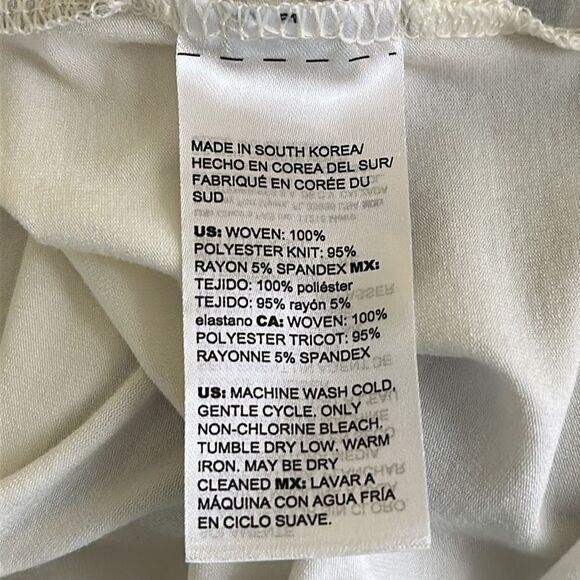 MADE IN SOUTH KOREA/
HECHO EN COREA DEL SUR/
FABRIQUÉ EN CORÉE DU
SUD
US: WOVEN: 100%
POLYESTER KNIT: 95%
RAYON 5% SPANDEX MX:
TEJIDO: 100% poliéster
TEJIDO: 95% rayón 5%
elastano CA: WOVEN: 100%
POLYESTER TRICOT: 95%
RAYONNE 5% SPANDEX
US: MACHINE WASH COLD,
GENTLE CYCLE, ONLY
NON-CHLORINE BLEACH.
TUMBLE DRY LOW. WARM
IRON. MAY BE DRY
CLEANED MX: LAVAR A
MÁQUINA CON AGUA FRÍA
EN CICLO SUAVE.